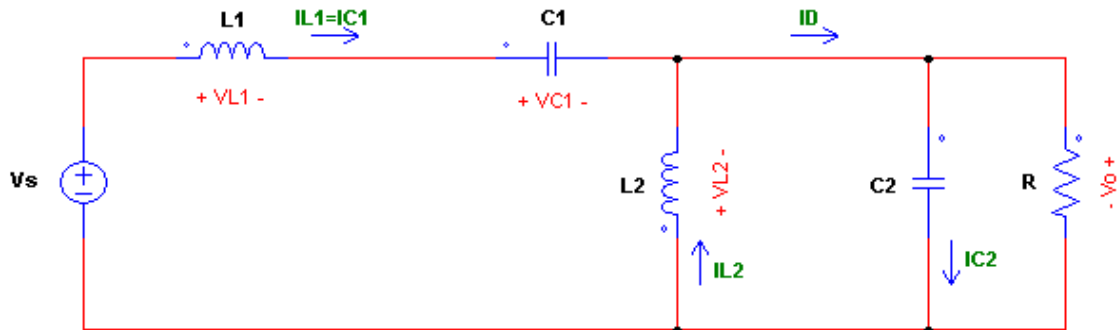 L1
IL1=IC1
C1
ID
+ VL1 -
+ VC1 -
Vs
L2
+ VL2 -
C2
R
- Vo +
IL2
IC2